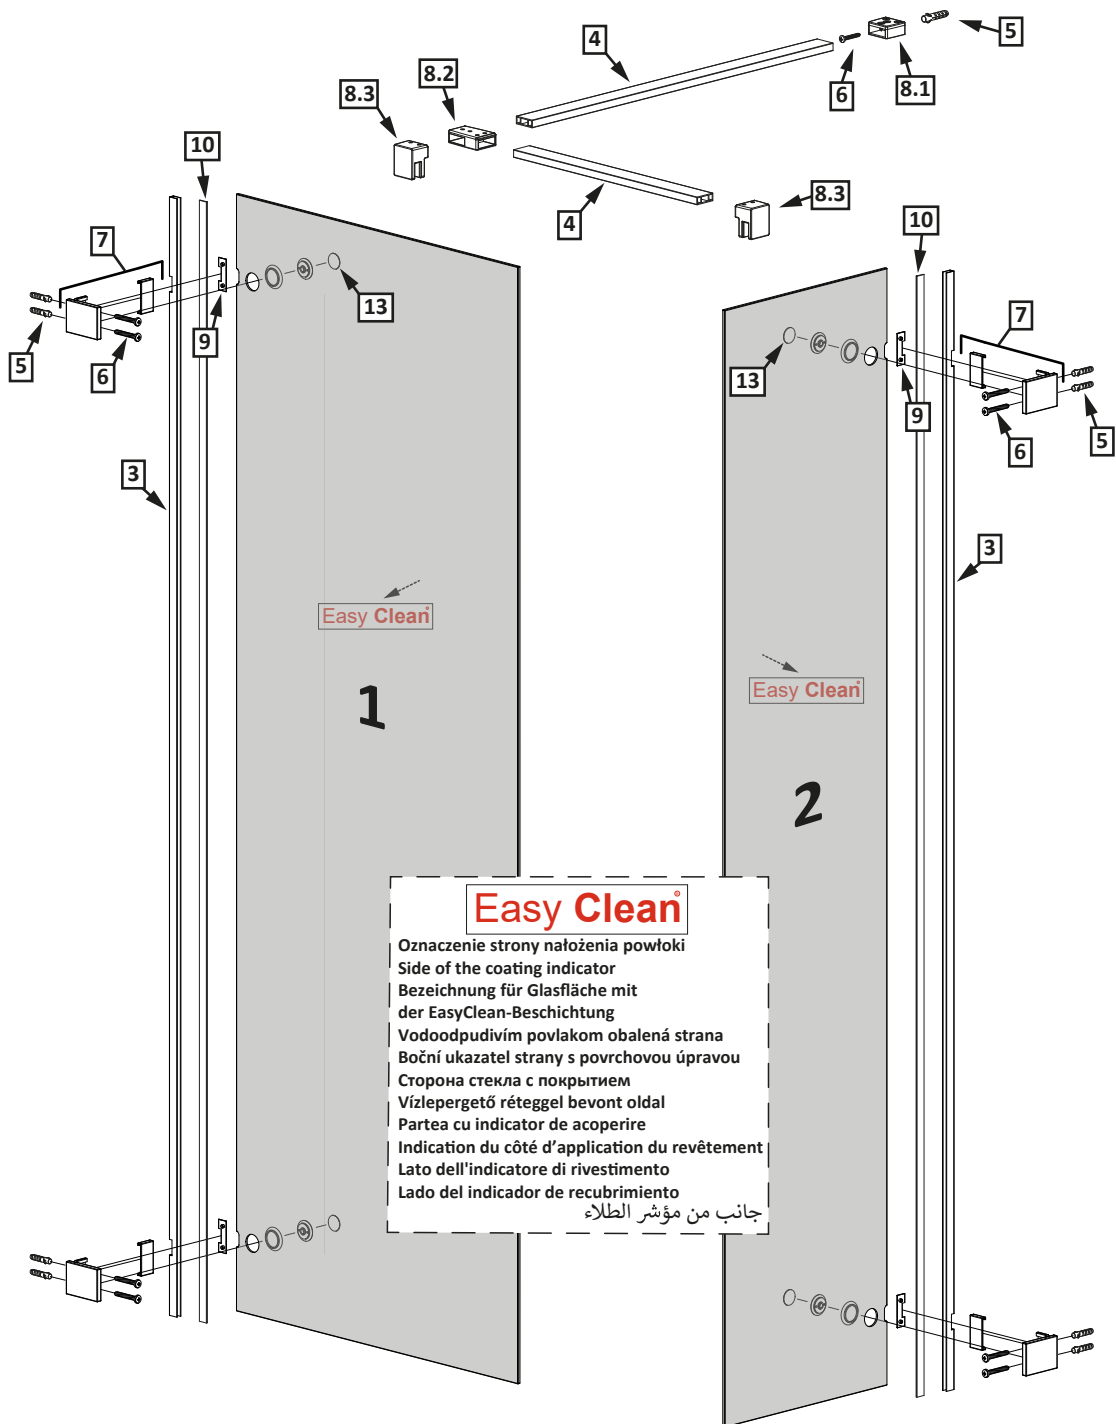 5
4
8.2
6
8.1
8.3
10
4
8.3
10
7
13
7
9
5
6
13
9
6
5
3
3
Easy Clean
1
Easy Clean
2
Easy Clean®
Oznaczenie strony nałożenia powłoki
Side of the coating indicator
Bezeichnung für Glasfläche mit
der EasyClean-Beschichtung
Vodoodpudivím povlakom obalená strana
Boční ukazatel strany s povrchovou úpravou
Сторона стекла с покрытием
Vízlepergető réteggel bevont oldal
Partea cu indicator de acoperire
Indication du côté d'application du revêtement
Lato dell'indicatore di rivestimento
Lado del indicador de recubrimiento
جانب من مؤشر الطلاء